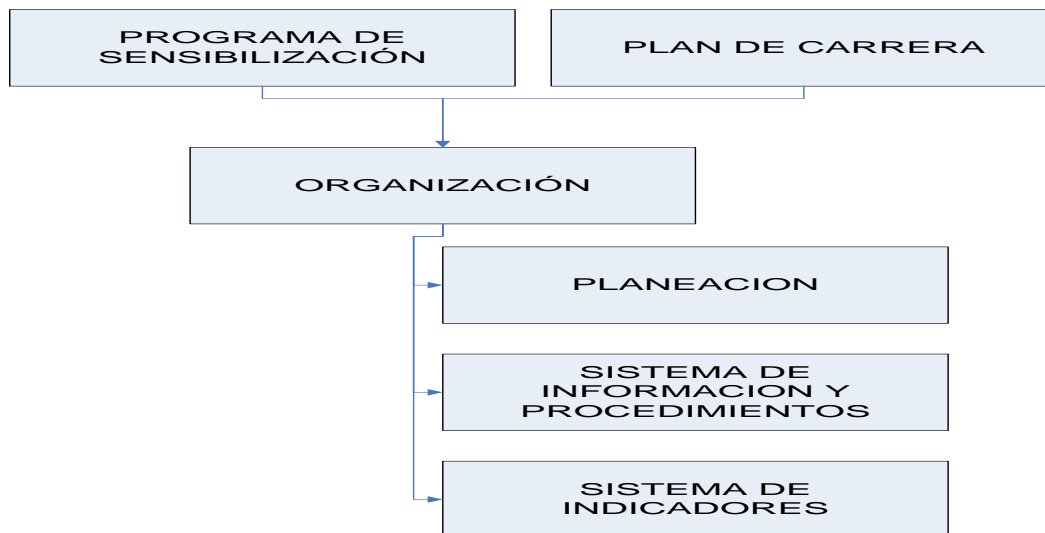 PROGRAMA DE
SENSIBILIZACIÓN
PLAN DE CARRERA
ORGANIZACIÓN
PLANEACION
SISTEMA DE
INFORMACION Y
PROCEDIMIENTOS
SISTEMA DE
INDICADORES